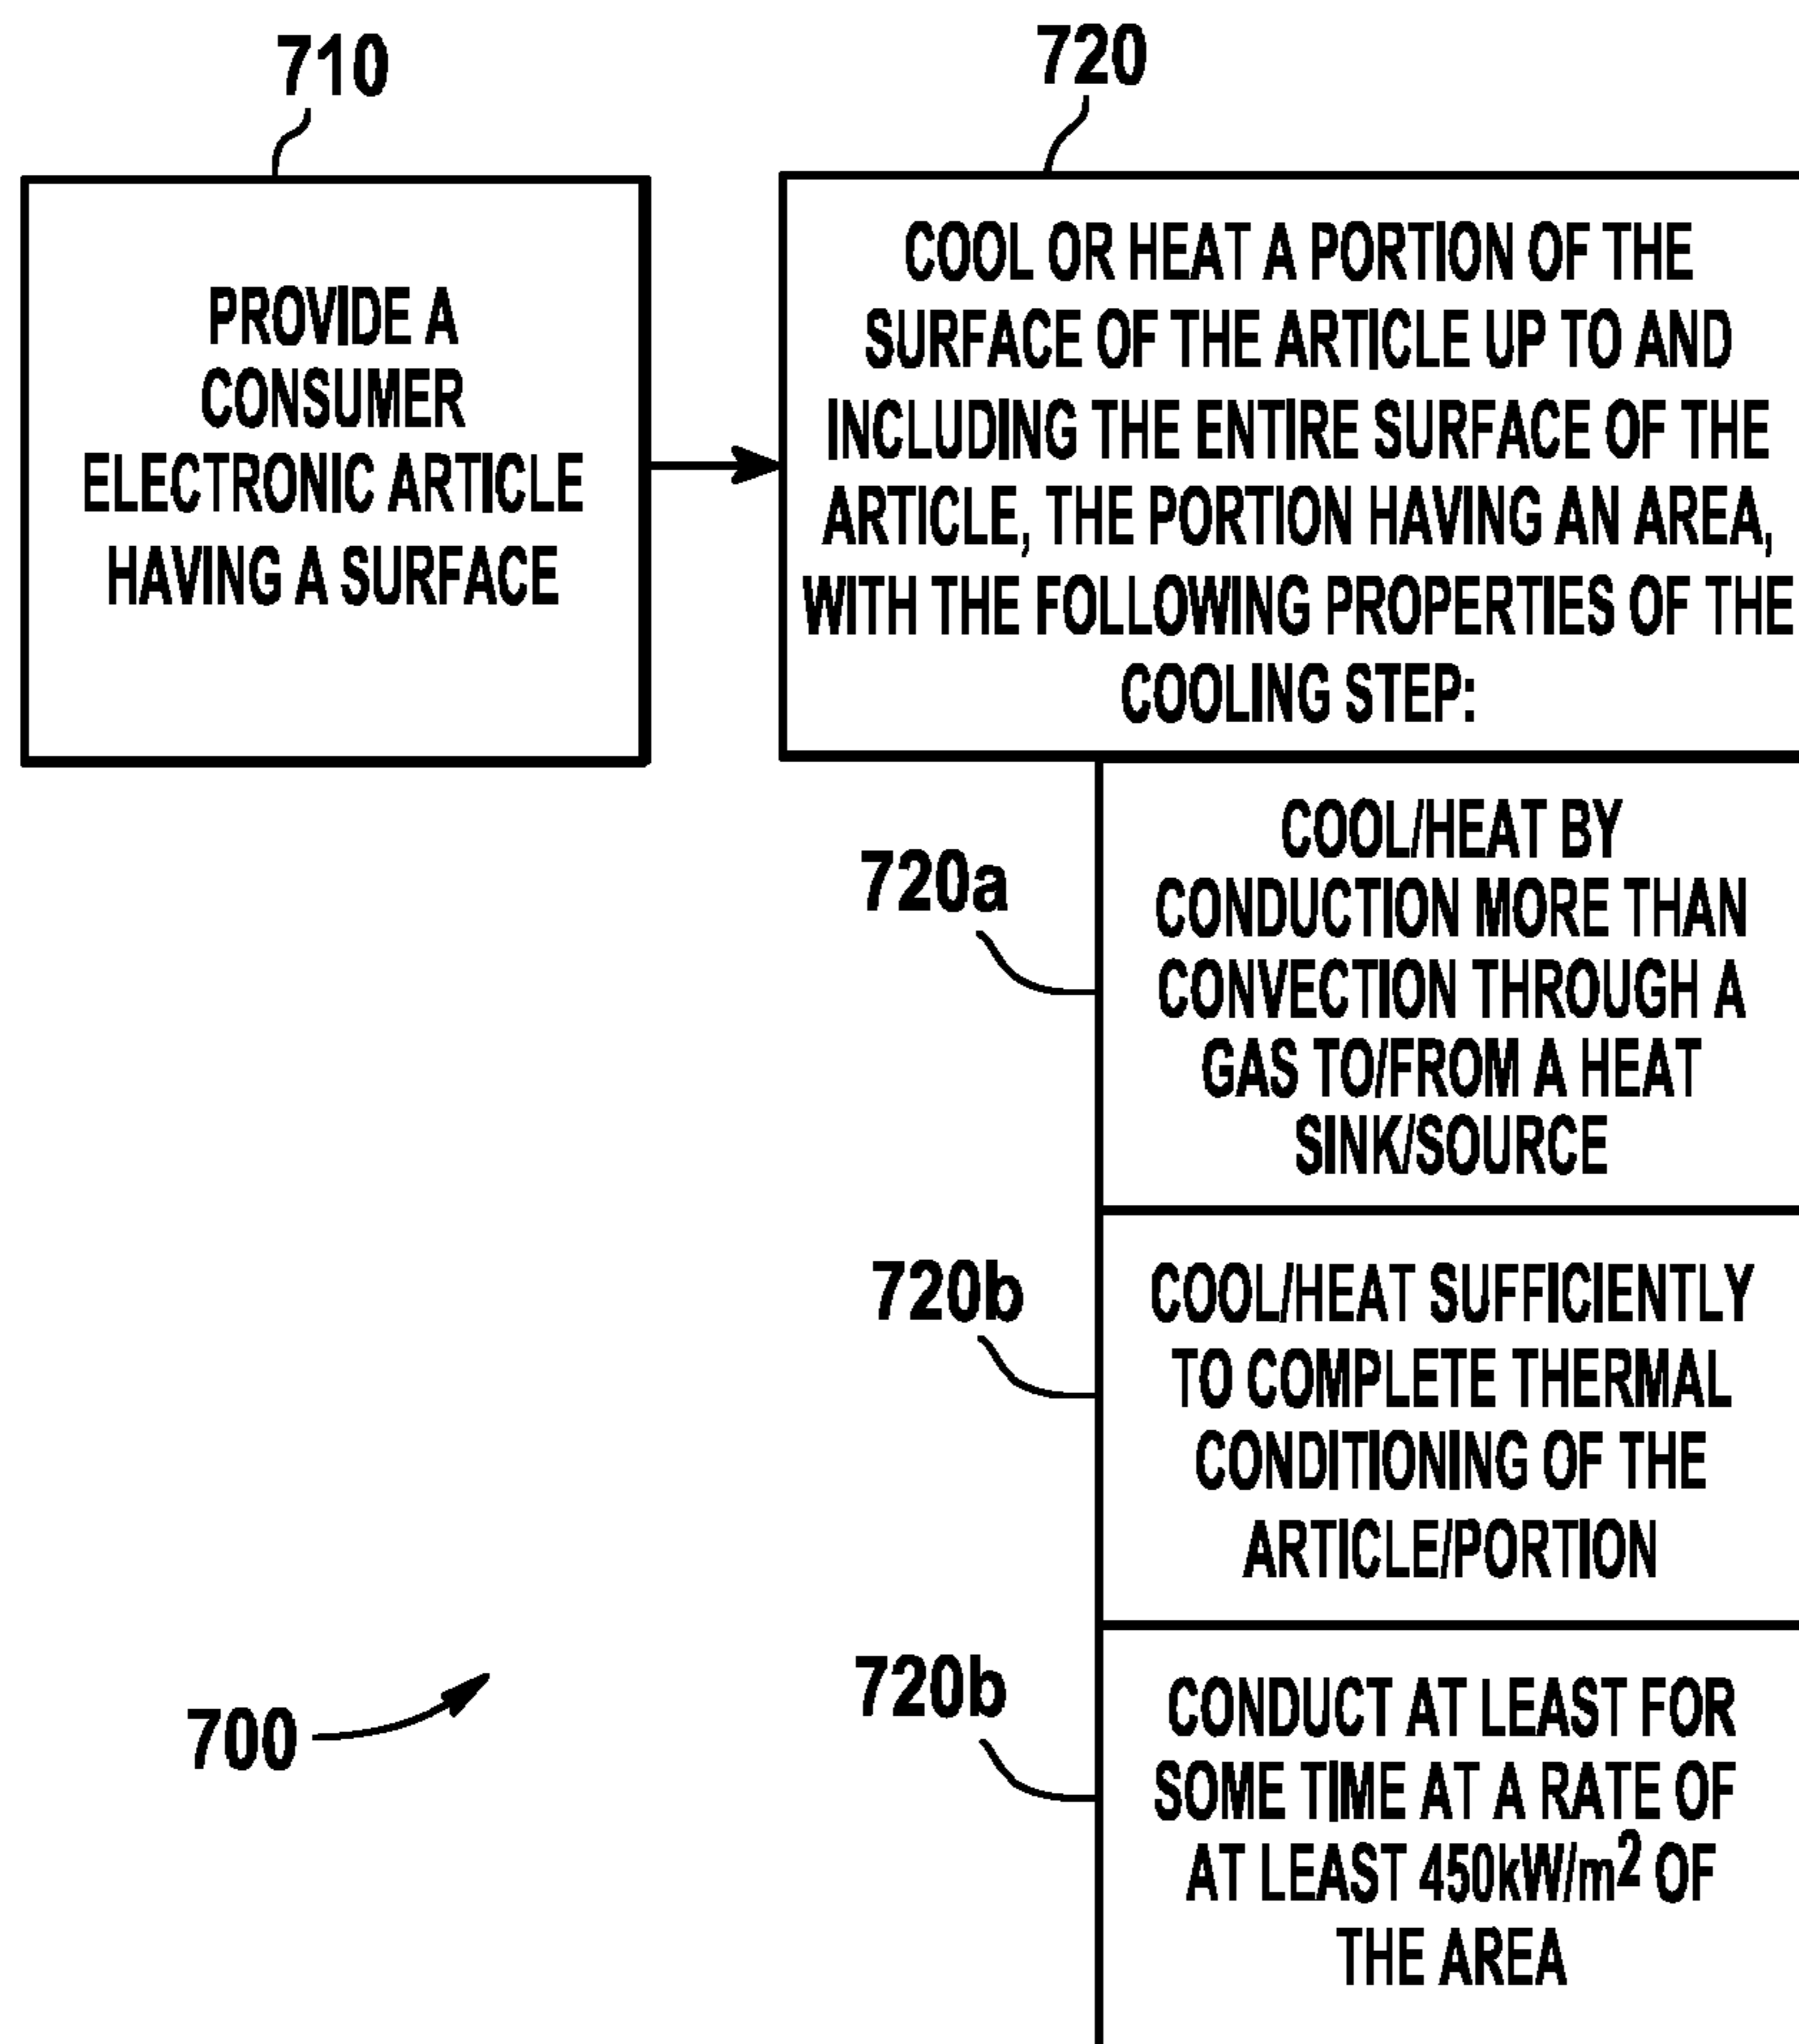 710
PROVIDE A
CONSUMER
ELECTRONIC ARTICLE
HAVING A SURFACE
720
COOL OR HEAT A PORTION OF THE
SURFACE OF THE ARTICLE UP TO AND
INCLUDING THE ENTIRE SURFACE OF THE
ARTICLE, THE PORTION HAVING AN AREA,
WITH THE FOLLOWING PROPERTIES OF THE
COOLING STEP:
720a
COOL/HEAT BY
CONDUCTION MORE THAN
CONVECTION THROUGH A
GAS TO/FROM A HEAT
SINK/SOURCE
720b
COOL/HEAT SUFFICIENTLY
TO COMPLETE THERMAL
CONDITIONING OF THE
ARTICLE/PORTION
720b
CONDUCT AT LEAST FOR
SOME TIME AT A RATE OF
AT LEAST 450kW/m² OF
THE AREA
700